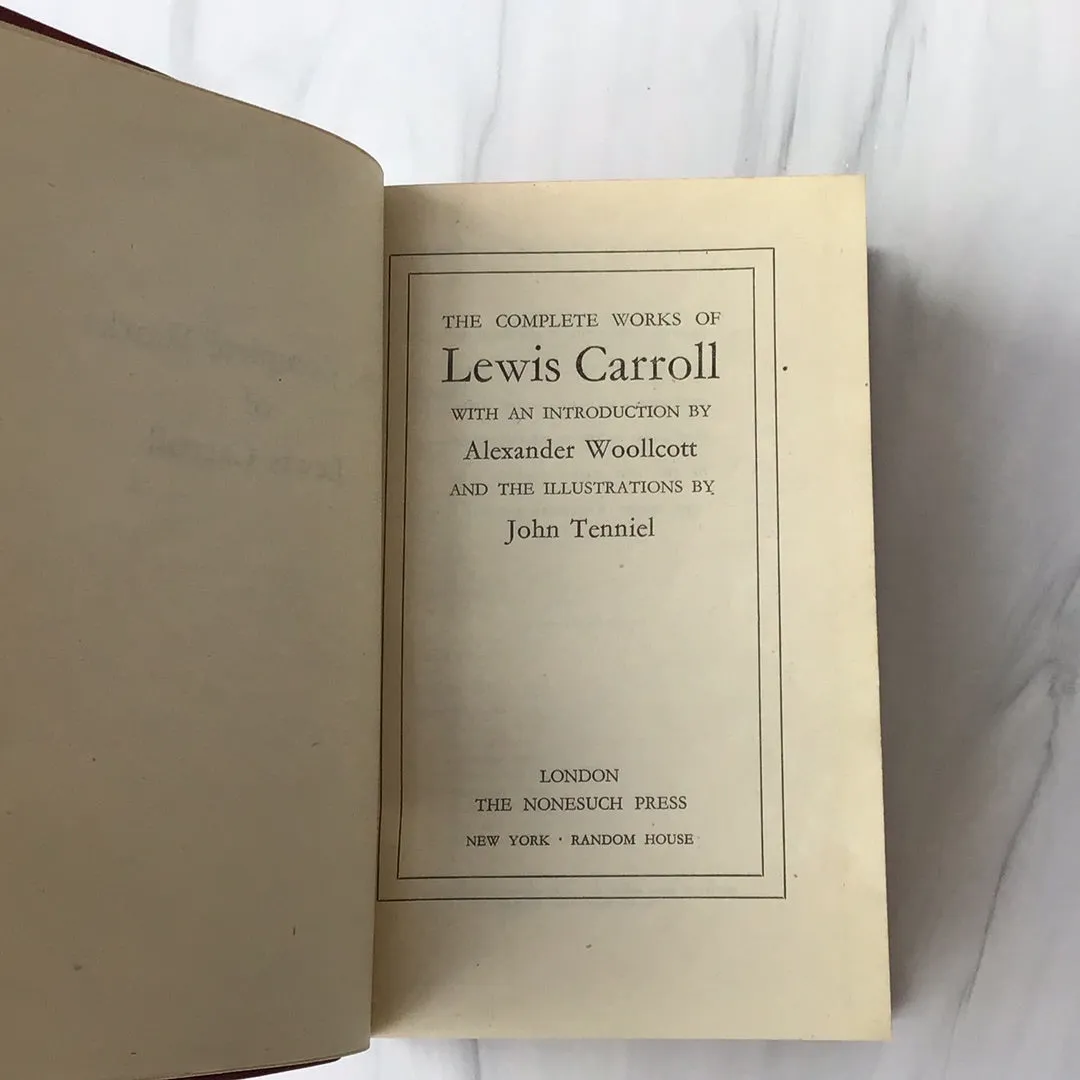 THE COMPLETE WORKS OF
Lewis Carroll
WITH AN INTRODUCTION BY
Alexander Woollcott
AND THE ILLUSTRATIONS BY
John Tenniel
LONDON
THE NONESUCH PRESS
NEW YORK · RANDOM HOUSE